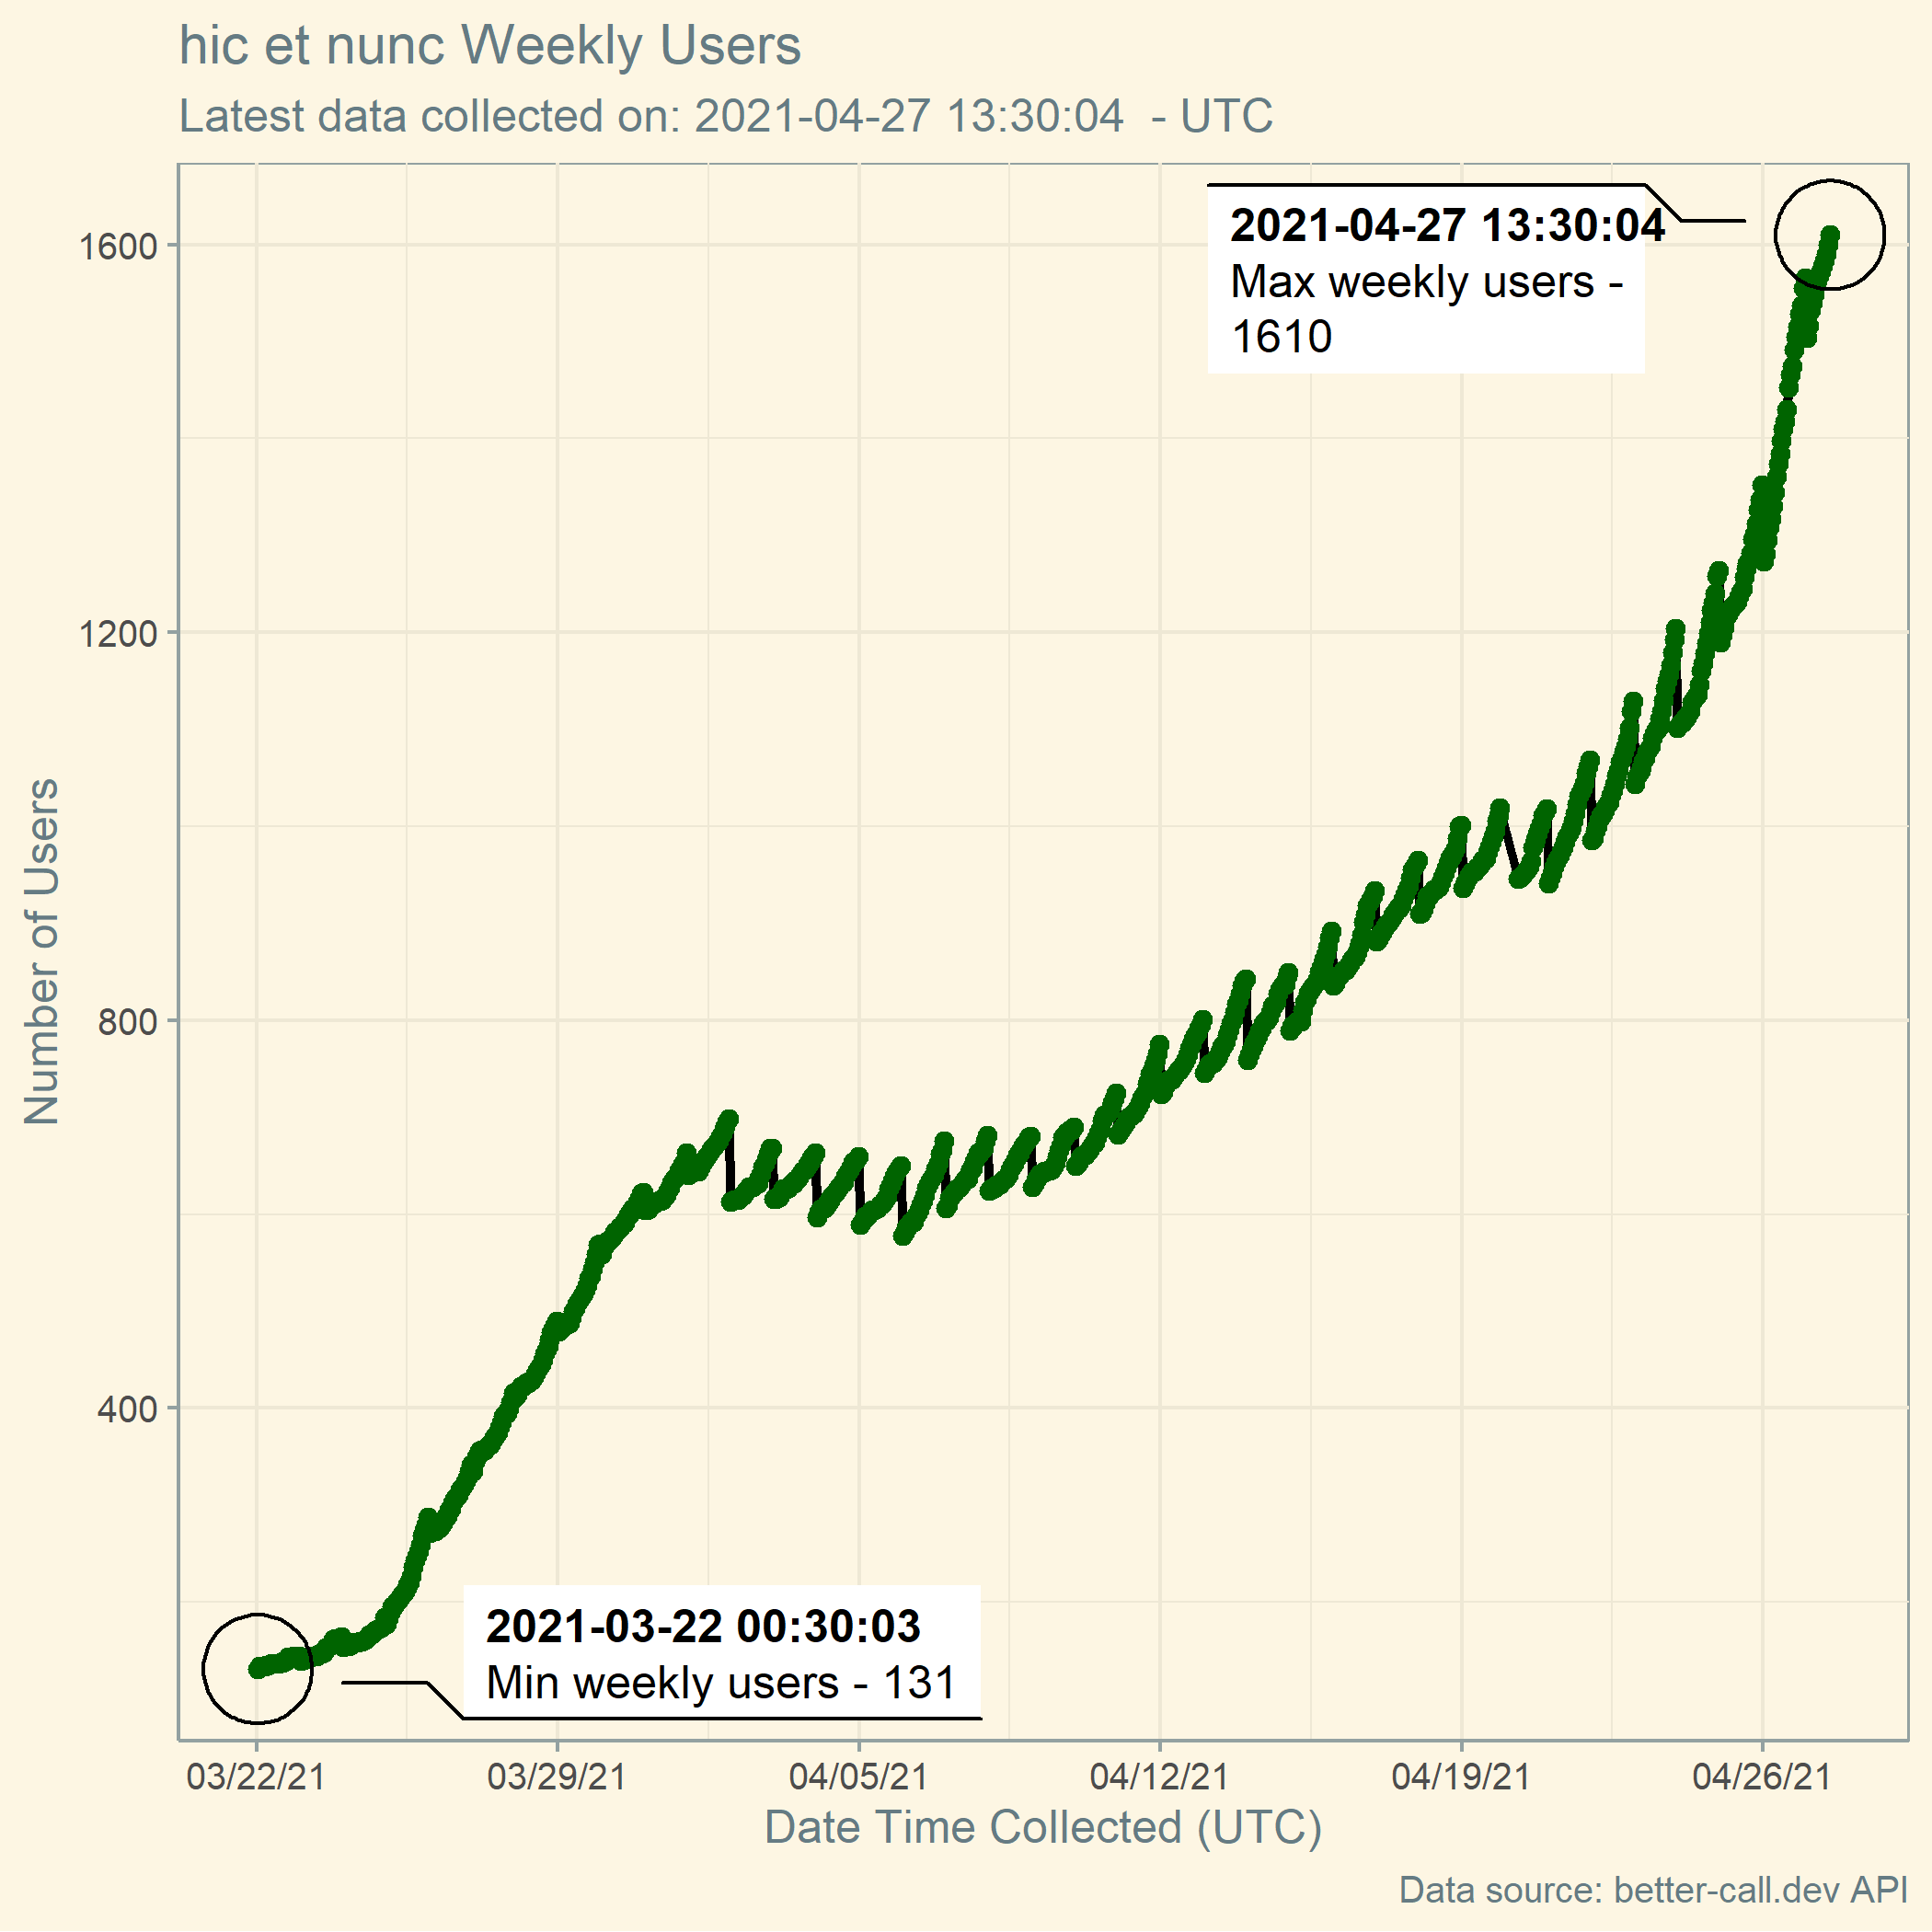 hic et nunc Weekly Users
Latest data collected on: 2021-04-27 13:30:04  - UTC
2021-04-27 13:30:04
Max weekly users -
1610
1600
1200
800
400
Number of Users
2021-03-22 00:30:03
Min weekly users - 131
03/22/21 03/29/21 04/05/21 04/12/21 04/19/21 04/26/21
Date Time Collected (UTC)
Data source: better-call.dev API